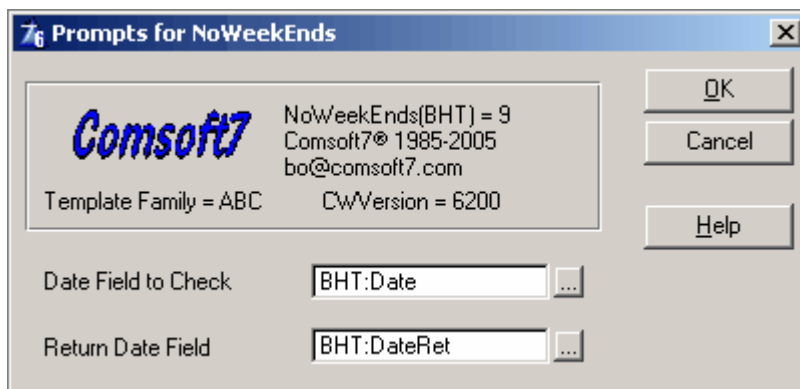 76 Prompts for NoWeekEnds
Comsoft7
NoWeekEnds(BHT) = 9
Comsoft7® 1985-2005
bo@comsoft7.com
Template Family = ABC CWVersion = 6200
OK
Cancel
Help
Date Field to Check BHT:Date ...
Return Date Field BHT:DateRet ...